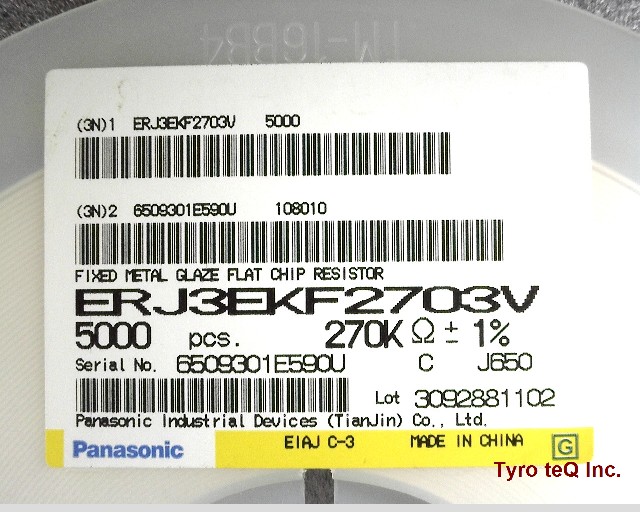 TM-16BB4
(3N)1 ERJ3EKF2703V 5000
(3N)2 6509301E590U 108010
FIXED METAL GLAZE FLAT CHIP RESISTOR
ERJ3EKF2703V
5000 pcs. 270K Ω ± 1%
Serial No. 6509301E590U C J650
Lot 3092881102
Panasonic Industrial Devices (TianJin) Co., Ltd.
Panasonic EIAJ C-3 MADE IN CHINA G
Tyro teQ Inc.